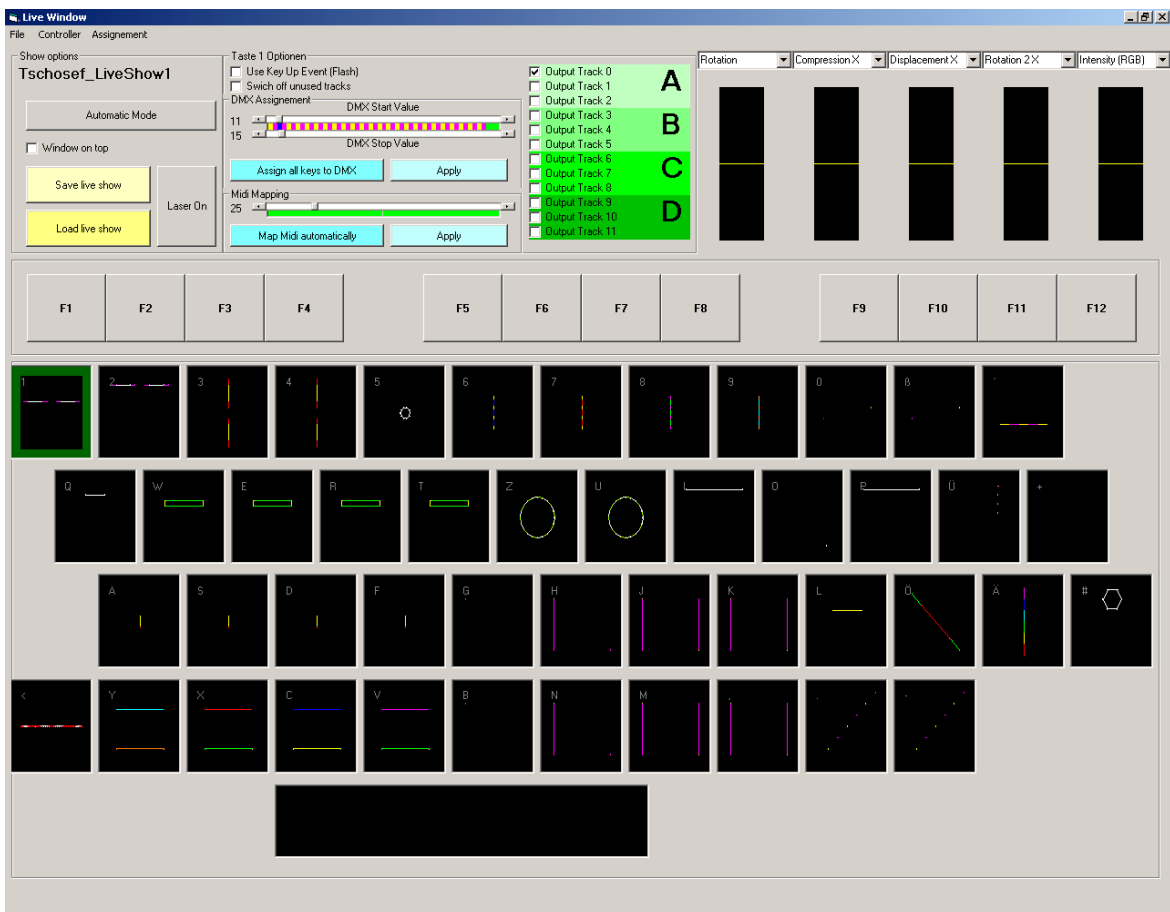 Live Window
File Controller Assignement
Show options
Tschosef_LiveShow1
Automatic Mode
Window on top
Save live show
Load live show
Laser On
Taste 1 Optionen
Use Key Up Event (Flash)
Swich off unused tracks
DMX Assignement
DMX Start Value
11
15
DMX Stop Value
Assign all keys to DMX Apply
Midi Mapping
25
Map Midi automatically Apply
Output Track 0
Output Track 1
Output Track 2
A
Output Track 3
Output Track 4
Output Track 5
B
Output Track 6
Output Track 7
Output Track 8
C
Output Track 9
Output Track 10
Output Track 11
D
Rotation Compression X Displacement X Rotation 2 X Intensity (RGB)
F1 F2 F3 F4 F5 F6 F7 F8 F9 F10 F11 F12
1 2 3 4 5 6 7 8 9 0 ß ´
Q W E R T Z U I O P Ü +
A S D F G H J K L Ö Ä #
< Y X C V B N M , . -